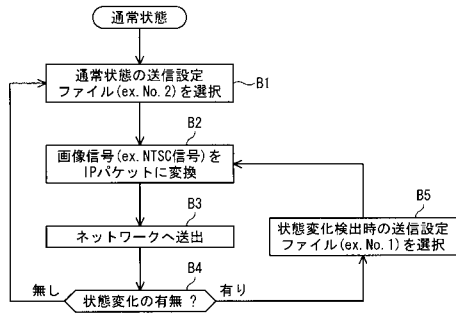 通常状態
通常状態の送信設定
ファイル(ex.No.2)を選択
B1
B2
画像信号(ex.NTSC信号)を
IPパケットに変換
B3
ネットワークへ送出
B4
状態変化の有無 ?
無し
有り
B5
状態変化検出時の送信設定
ファイル(ex.No.1)を選択